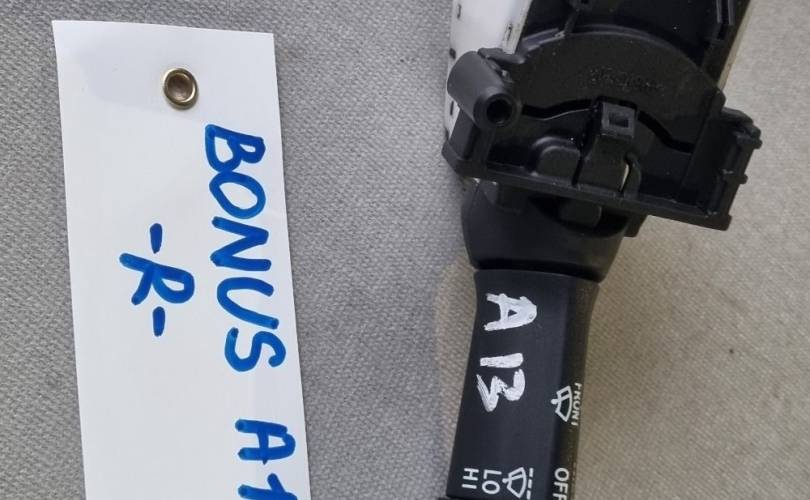 BONUS A1
-R-
A13
FRONT
OFF
LO
HI